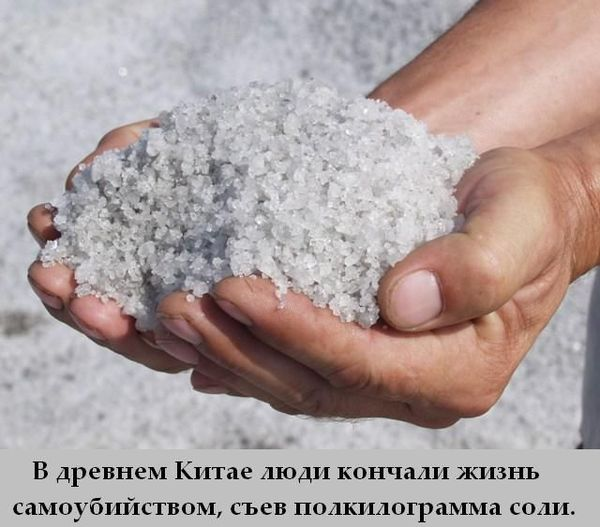 В древнем Китае люди кончали жизнь
самоубийством, съев полкилограмма соли.